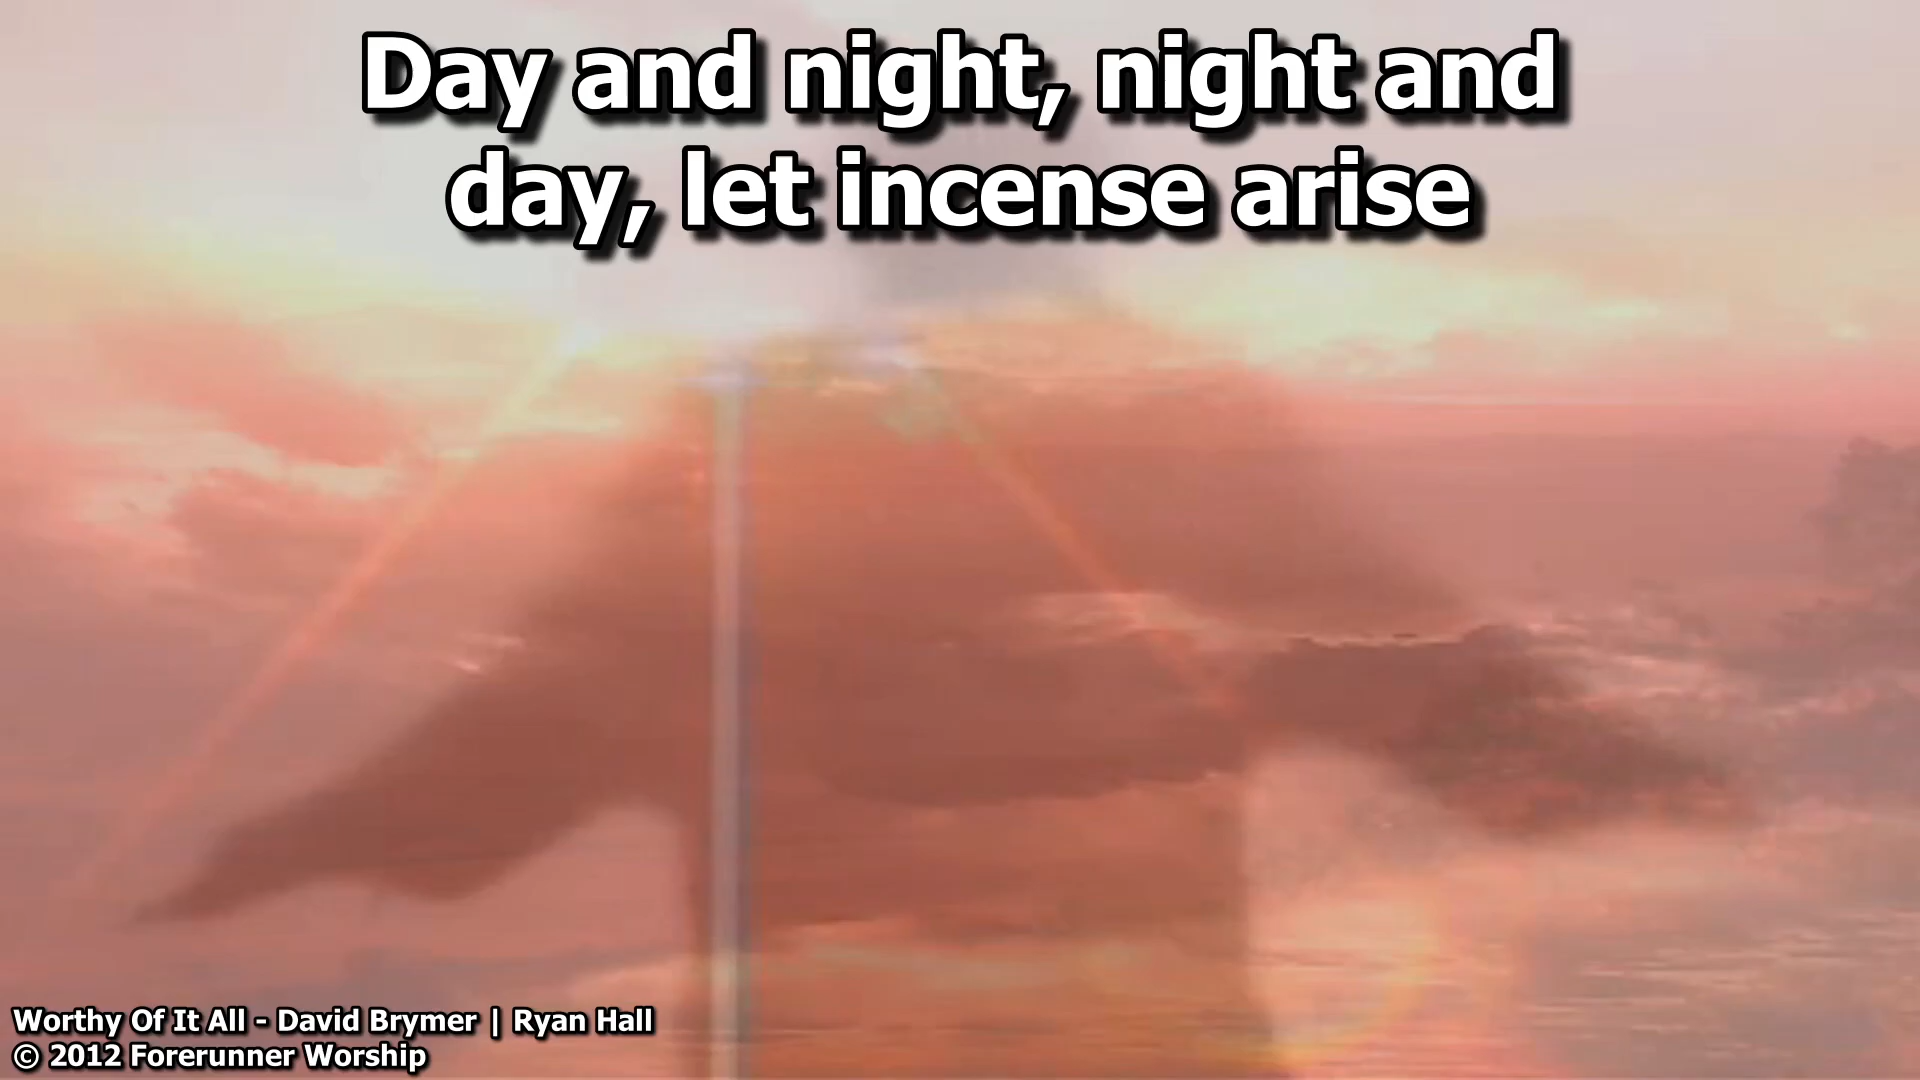 Day and night, night and
day, let incense arise
Worthy Of It All - David Brymer | Ryan Hall
© 2012 Forerunner Worship